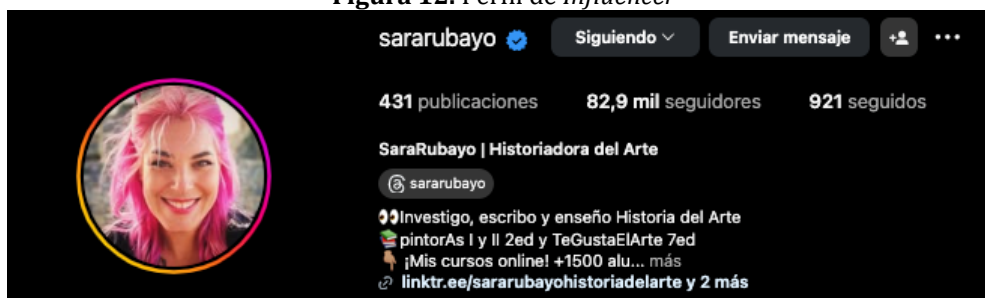 Figura 12. Perfil de Influencer
sararubayo
Siguiendo
Enviar mensaje
431 publicaciones 82,9 mil seguidores 921 seguidos
SaraRubayo | Historiadora del Arte
sararubayo
👀Investigo, escribo y enseño Historia del Arte
📚pintorAs I y II 2ed y TeGustaElArte 7ed
👇🏽 ¡Mis cursos online! +1500 alu... más
linktr.ee/sararubayohistoriadelarte y 2 más